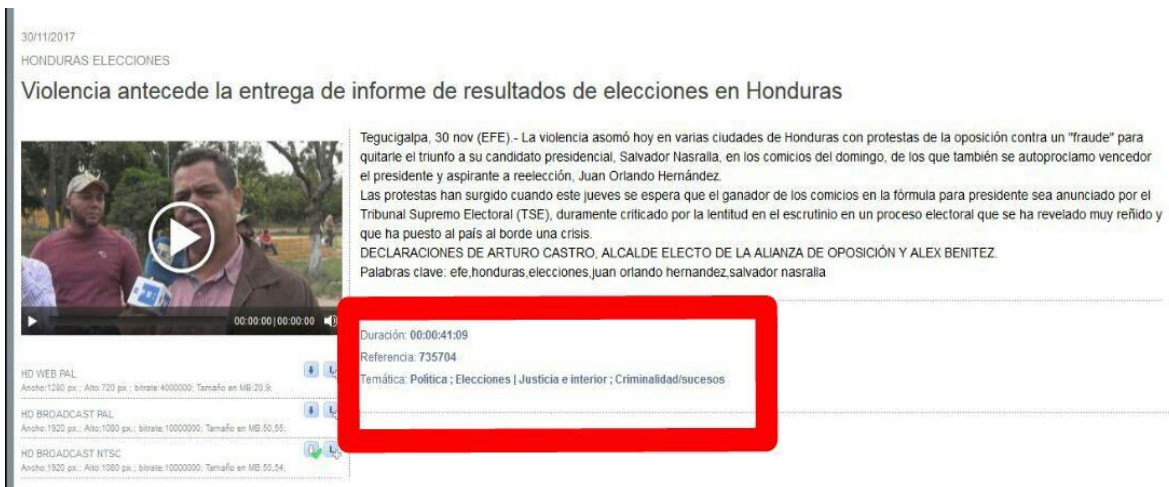 30/11/2017
HONDURAS ELECCIONES
Violencia antecede la entrega de informe de resultados de elecciones en Honduras
Tegucigalpa, 30 nov (EFE).- La violencia asomó hoy en varias ciudades de Honduras con protestas de la oposición contra un "fraude" para
quitarle el triunfo a su candidato presidencial, Salvador Nasralla, en los comicios del domingo, de los que también se autoproclamo vencedor
el presidente y aspirante a reelección, Juan Orlando Hernández.
Las protestas han surgido cuando este jueves se espera que el ganador de los comicios en la fórmula para presidente sea anunciado por el
Tribunal Supremo Electoral (TSE), duramente criticado por la lentitud en el escrutinio en un proceso electoral que se ha revelado muy reñido y
que ha puesto al país al borde una crisis.
DECLARACIONES DE ARTURO CASTRO, ALCALDE ELECTO DE LA ALIANZA DE OPOSICIÓN Y ALEX BENITEZ.
Palabras clave: efe,honduras,elecciones,juan orlando hernandez,salvador nasralla
00:00:00|00:00:00
Duración: 00:00:41:09
Referencia: 735704
Temática: Política ; Elecciones | Justicia e interior ; Criminalidad/sucesos
HD WEB PAL
Ancho:1280 px.; Alto:720 px.; bitrate:4000000; Tamaño en MB:20,9;
HD BROADCAST PAL
Ancho:1920 px.; Alto:1080 px.; bitrate:10000000; Tamaño en MB:50,55;
HD BROADCAST NTSC
Ancho:1920 px.; Alto:1080 px.; bitrate:10000000; Tamaño en MB:50,54;